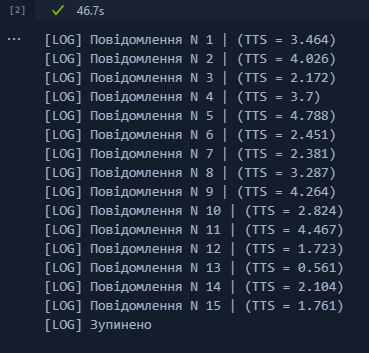 [2] 46.7s
... [LOG] Повідомлення N 1 | (TTS = 3.464)
[LOG] Повідомлення N 2 | (TTS = 4.026)
[LOG] Повідомлення N 3 | (TTS = 2.172)
[LOG] Повідомлення N 4 | (TTS = 3.7)
[LOG] Повідомлення N 5 | (TTS = 4.788)
[LOG] Повідомлення N 6 | (TTS = 2.451)
[LOG] Повідомлення N 7 | (TTS = 2.381)
[LOG] Повідомлення N 8 | (TTS = 3.287)
[LOG] Повідомлення N 9 | (TTS = 4.264)
[LOG] Повідомлення N 10 | (TTS = 2.824)
[LOG] Повідомлення N 11 | (TTS = 4.467)
[LOG] Повідомлення N 12 | (TTS = 1.723)
[LOG] Повідомлення N 13 | (TTS = 0.561)
[LOG] Повідомлення N 14 | (TTS = 2.104)
[LOG] Повідомлення N 15 | (TTS = 1.761)
[LOG] Зупинено